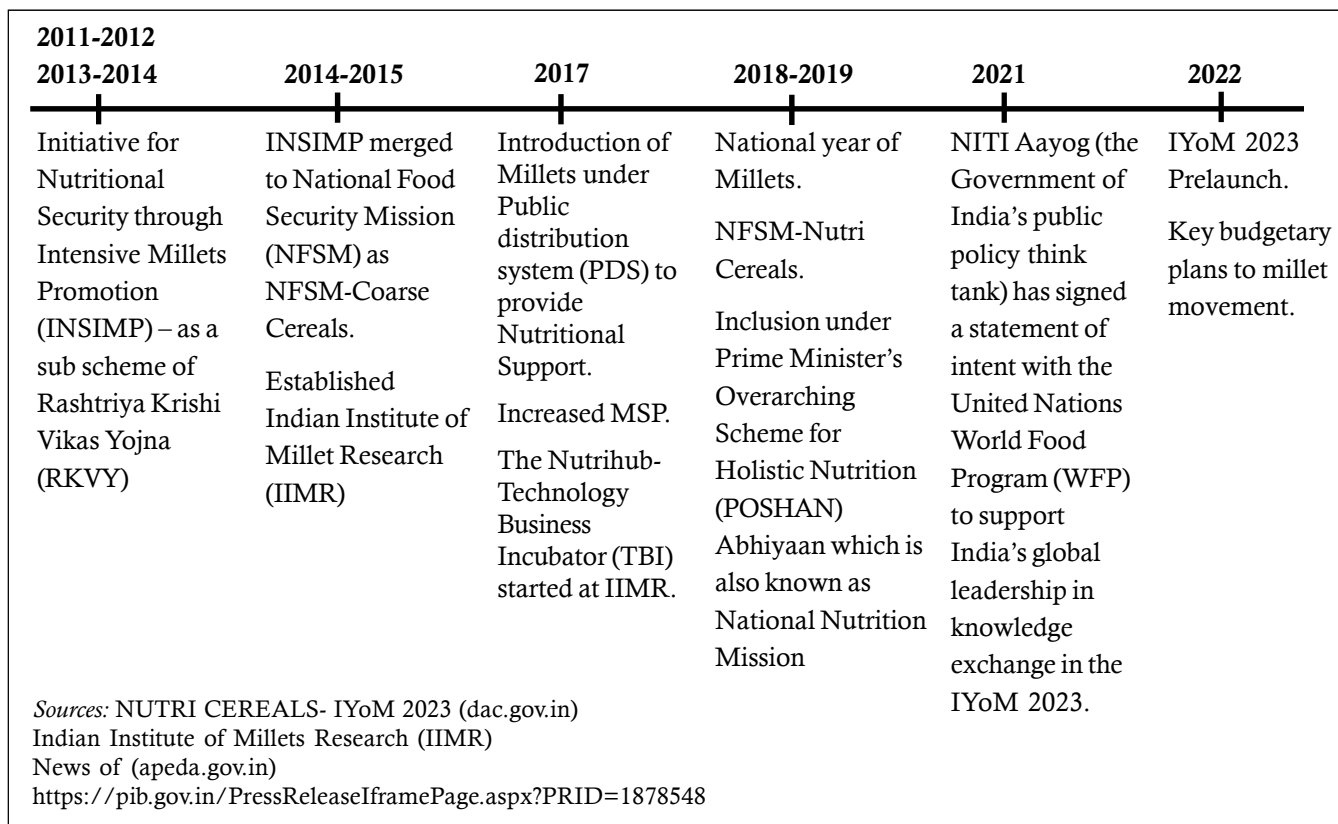 2011-2012
2013-2014
Initiative for
Nutritional
Security through
Intensive Millets
Promotion
(INSIMP) – as a
sub scheme of
Rashtriya Krishi
Vikas Yojna
(RKVY)
2014-2015
INSIMP merged
to National Food
Security Mission
(NFSM) as
NFSM-Coarse
Cereals.
Established
Indian Institute of
Millet Research
(IIMR)
2017
Introduction of
Millets under
Public
distribution
system (PDS) to
provide
Nutritional
Support.
Increased MSP.
The Nutrihub-
Technology
Business
Incubator (TBI)
started at IIMR.
2018-2019
National year of
Millets.
NFSM-Nutri
Cereals.
Inclusion under
Prime Minister’s
Overarching
Scheme for
Holistic Nutrition
(POSHAN)
Abhiyaan which is
also known as
National Nutrition
Mission
2021
NITI Aayog (the
Government of
India’s public
policy think
tank) has signed
a statement of
intent with the
United Nations
World Food
Program (WFP)
to support
India’s global
leadership in
knowledge
exchange in the
IYoM 2023.
2022
IYoM 2023
Prelaunch.
Key budgetary
plans to millet
movement.
Sources: NUTRI CEREALS- IYoM 2023 (dac.gov.in)
Indian Institute of Millets Research (IIMR)
News of (apeda.gov.in)
https://pib.gov.in/PressReleaseIframePage.aspx?PRID=1878548